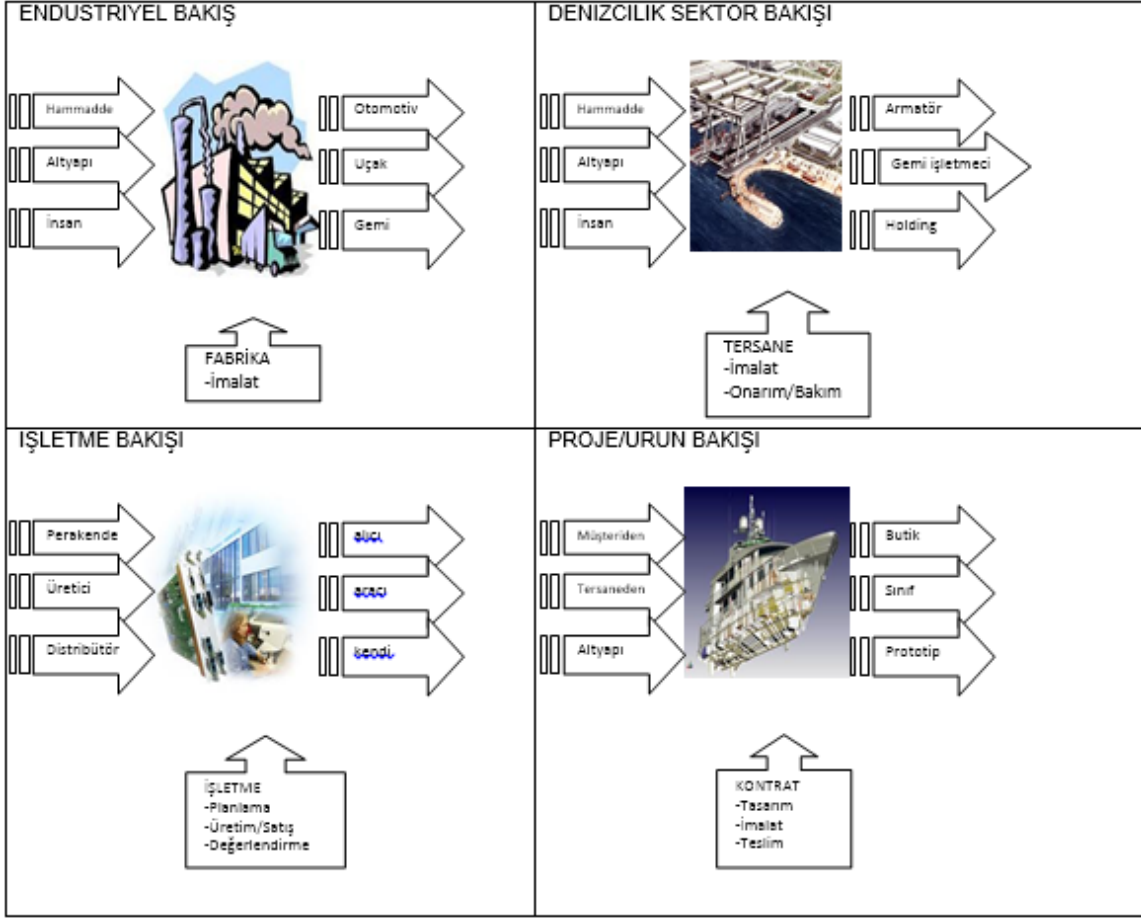 ENDUSTRIYEL BAKIŞ
Hammadde
Altyapı
İnsan
Otomotiv
Uçak
Gemi
FABRİKA
-İmalat
DENIZCILIK SEKTOR BAKIŞI
Hammadde
Altyapı
İnsan
Armatör
Gemi işletmeci
Holding
TERSANE
-İmalat
-Onarım/Bakım
IŞLETME BAKIŞI
Perakende
Üretici
Distribütör
alıcı
aracı
kendi
İŞLETME
-Planlama
-Üretim/Satış
-Değerlendirme
PROJE/URUN BAKIŞI
Müşteriden
Tersaneden
Altyapı
Butik
Sınıf
Prototip
KONTRAT
-Tasarım
-İmalat
-Teslim